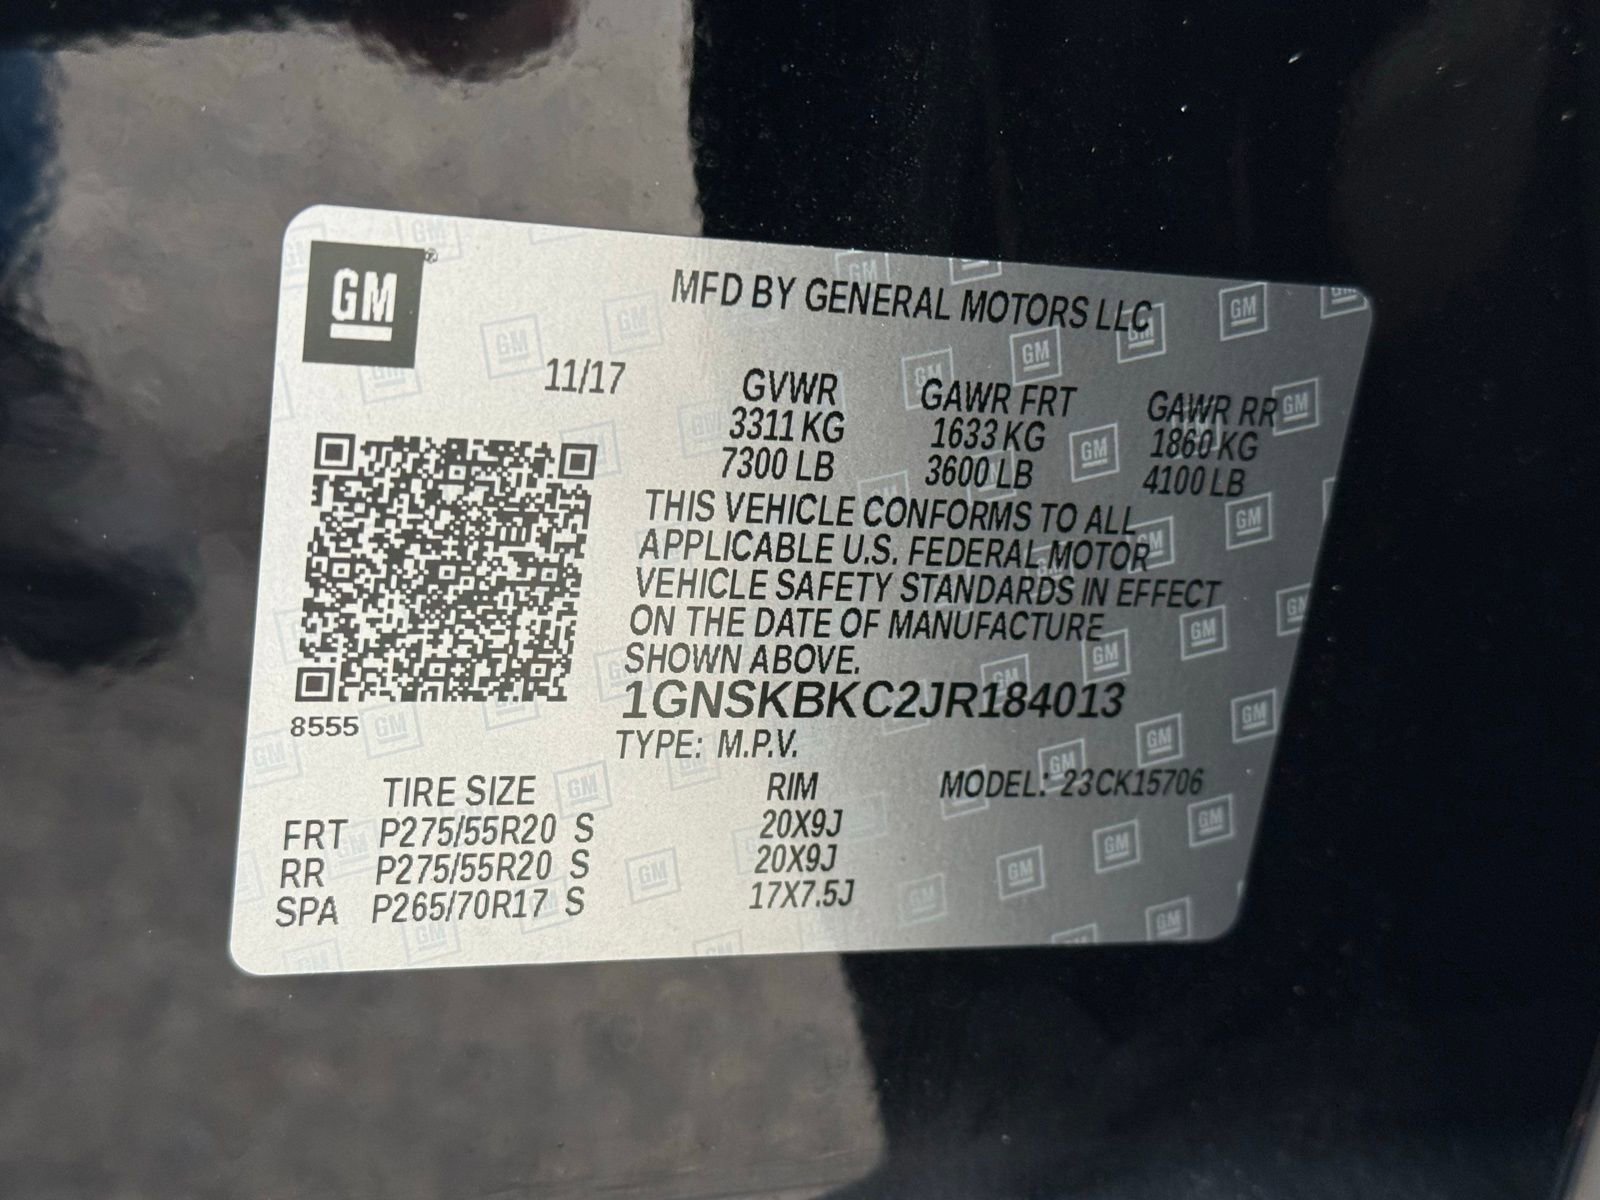 GM
MFD BY GENERAL MOTORS LLC
11/17
GVWR GAWR FRT GAWR RR
3311 KG 1633 KG 1860 KG
7300 LB 3600 LB 4100 LB
THIS VEHICLE CONFORMS TO ALL
APPLICABLE U.S. FEDERAL MOTOR
VEHICLE SAFETY STANDARDS IN EFFECT
ON THE DATE OF MANUFACTURE
SHOWN ABOVE.
1GNSKBKC2JR184013
8555
TYPE: M.P.V.
TIRE SIZE RIM MODEL: 23CK15706
FRT P275/55R20 S 20X9J
RR P275/55R20 S 20X9J
SPA P265/70R17 S 17X7.5J